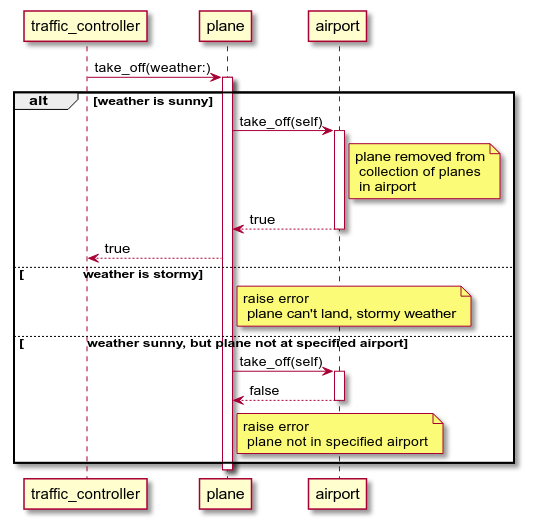 traffic_controller plane airport
take_off(weather:)
alt [weather is sunny]
take_off(self)
plane removed from
collection of planes
in airport
true
true
[ weather is stormy]
raise error
plane can't land, stormy weather
[ weather sunny, but plane not at specified airport]
take_off(self)
false
raise error
plane not in specified airport
traffic_controller plane airport